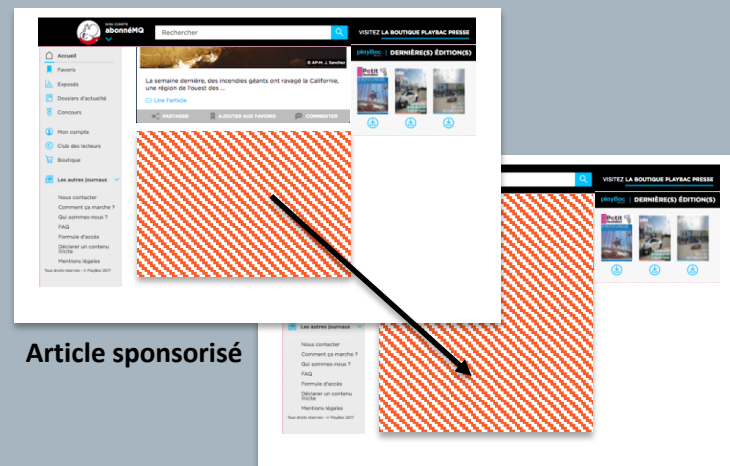 MON COMPTE
abonnéMQ
Rechercher
VISITEZ LA BOUTIQUE PLAYBAC PRESSE
Accueil
Favoris
Exposés
Dossiers d'actualité
Concours
Mon compte
Club des lecteurs
Boutique
Les autres journaux
Nous contacter
Comment ça marche ?
Qui sommes-nous ?
FAQ
Formule d'accès
Déclarer un contenu
illicite
Mentions légales
Tous droits réservés - © PlayBac 2017
© AP-M. J. Sanchez
La semaine dernière, des incendies géants ont ravagé la Californie,
une région de l'ouest des ...
Lire l'article
PARTAGER
AJOUTER AUX FAVORIS
COMMENTER
playBac | DERNIÈRE(S) ÉDITION(S)
Petit
Article sponsorisé
VISITEZ LA BOUTIQUE PLAYBAC PRESSE
playBac | DERNIÈRE(S) ÉDITION(S)
Petit
Les autres journaux
Nous contacter
Comment ça marche ?
Qui sommes-nous ?
FAQ
Formule d'accès
Déclarer un contenu
illicite
Mentions légales
Tous droits réservés - © PlayBac 2017